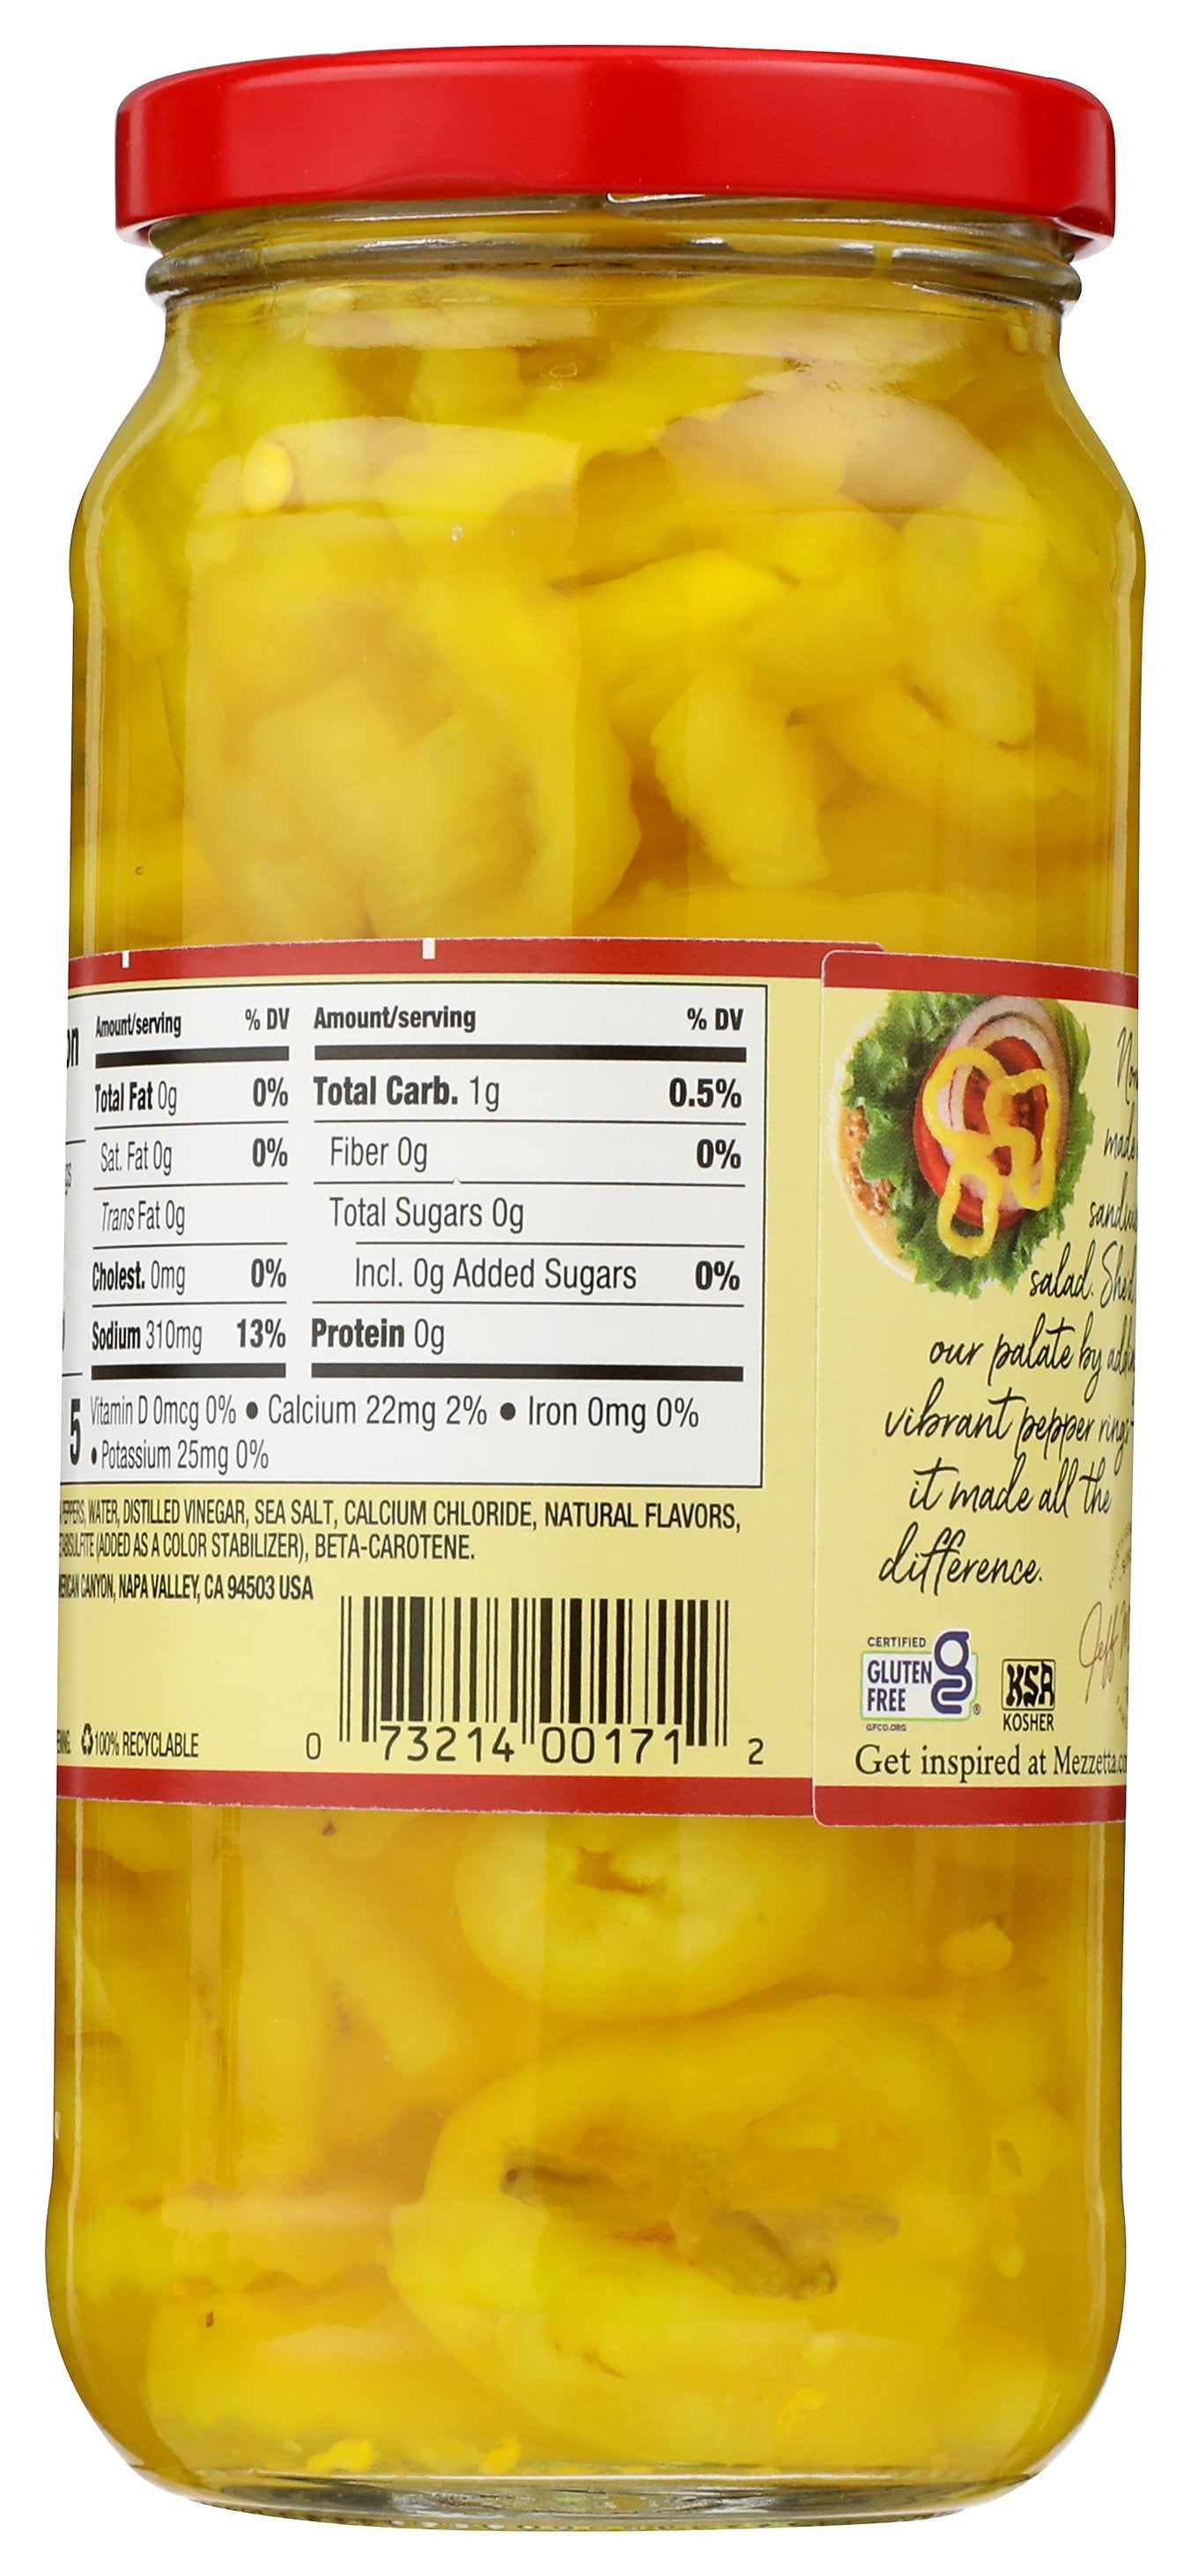 Amount/serving % DV Amount/serving % DV
Total Fat 0g 0% Total Carb. 1g 0.5%
Sat. Fat 0g 0% Fiber 0g 0%
Trans Fat 0g Total Sugars 0g
Cholest. 0mg 0% Incl. 0g Added Sugars 0%
Sodium 310mg 13% Protein 0g
5 Vitamin D 0mcg 0% • Calcium 22mg 2% • Iron 0mg 0%
• Potassium 25mg 0%
WATER, DISTILLED VINEGAR, SEA SALT, CALCIUM CHLORIDE, NATURAL FLAVORS,
(ADDED AS A COLOR STABILIZER), BETA-CAROTENE.
CANYON, NAPA VALLEY, CA 94503 USA
100% RECYCLABLE
0 73214 00171 2
made
salad.
our palate by
vibrant pepper rings
it made all the
difference.
Jeff
CERTIFIED
GLUTEN
FREE
g
®
GFCO.ORG
KSA
KOSHER
Get inspired at Mezzetta.